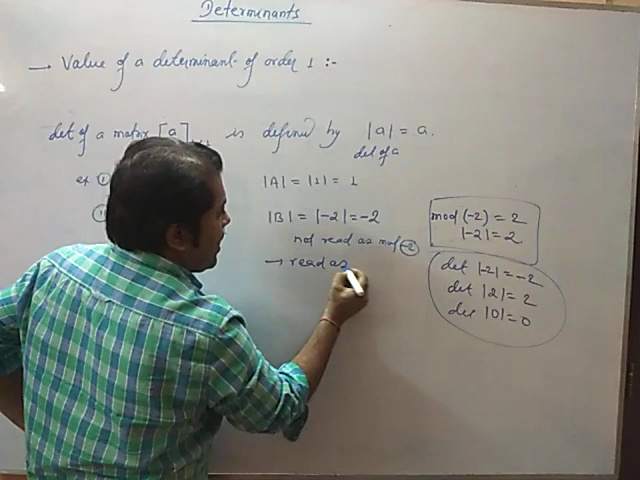 Determinants
→ Value of a determinant of order 1 :-
det of a matrix [a] is defined by |a| = a.
det of a
ex ①
|A| = |1| = 1
|B| = |-2| = -2
not read as mod -2
→ read as
mod (-2) = 2
|-2| = 2
det |-2| = -2
det |2| = 2
det |0| = 0